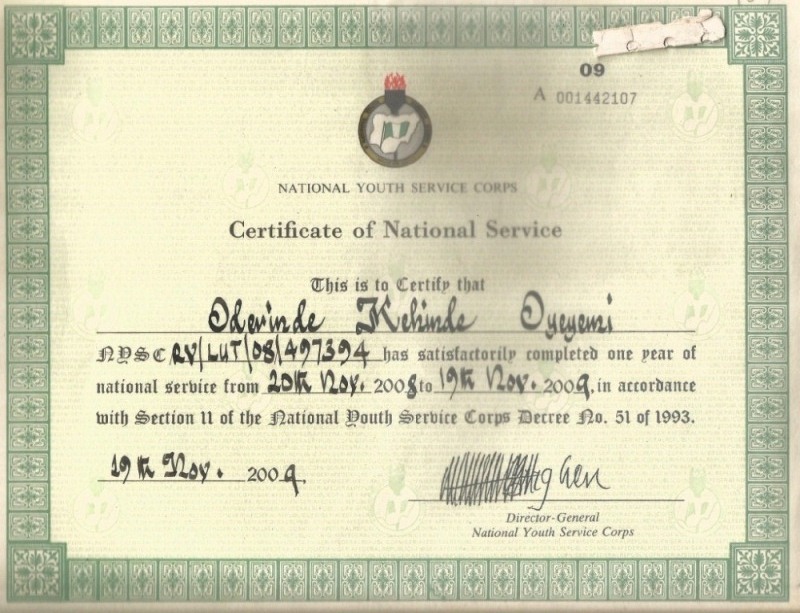 09
A 001442107
NATIONAL YOUTH SERVICE CORPS
Certificate of National Service
This is to Certify that
Oderinde Kehinde Oyeyemi
NYSC RV/LUT/08/497394 has satisfactorily completed one year of
national service from 20th Nov. 2008 to 19th Nov. 2009, in accordance
with Section 11 of the National Youth Service Corps Decree No. 51 of 1993.
19th Nov. 2009.
Director-General
National Youth Service Corps